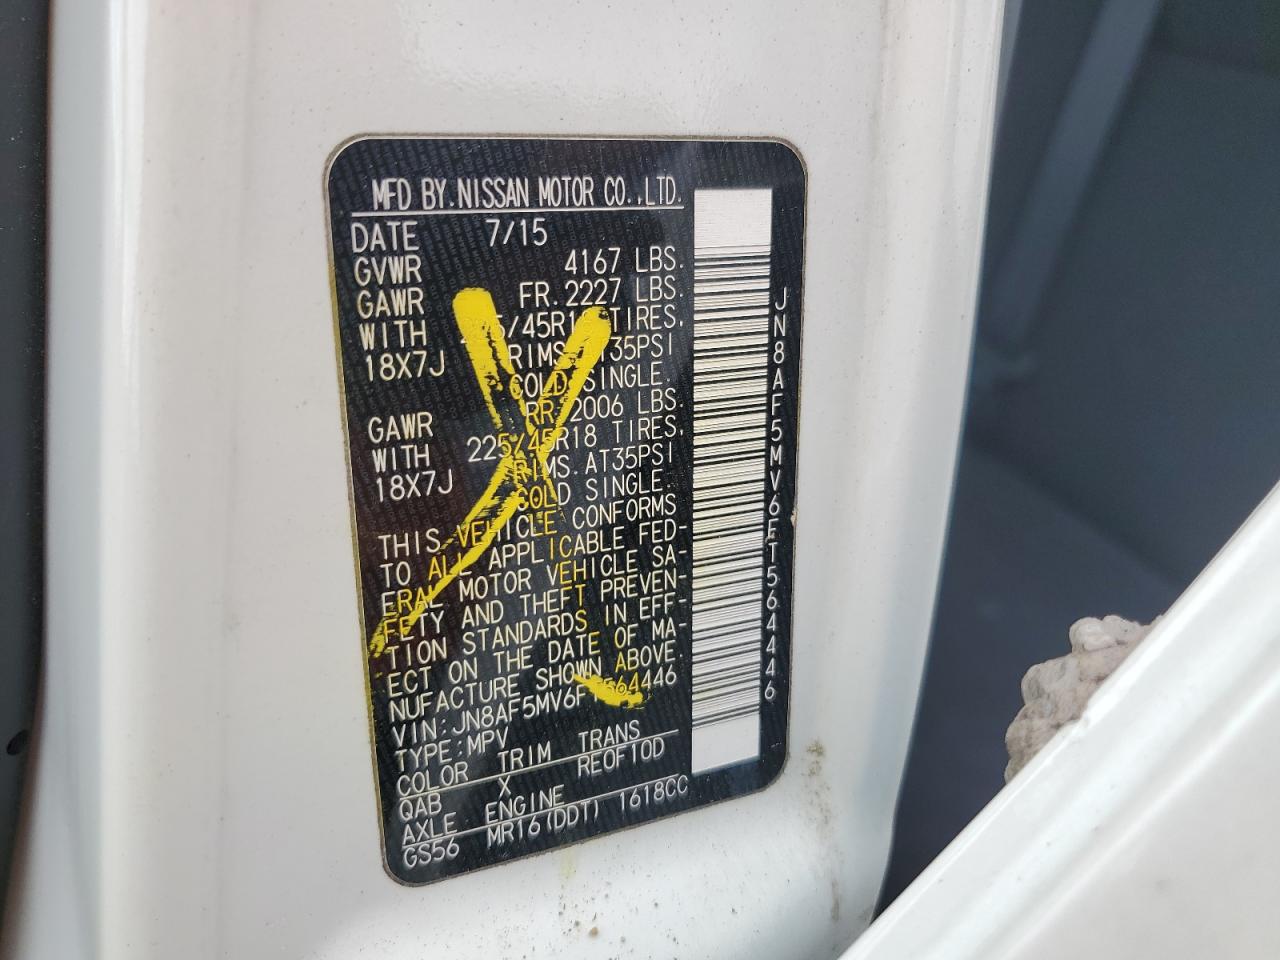 MFD BY.NISSAN MOTOR CO.,LTD.
DATE 7/15
GVWR 4167 LBS.
GAWR FR.2227 LBS.
WITH /45R18 TIRES,
18X7J RIMS AT35PSI
COLD SINGLE.
GAWR RR.2006 LBS.
WITH 225/45R18 TIRES,
18X7J RIMS.AT35PSI
COLD SINGLE.
THIS VEHICLE CONFORMS
TO ALL APPLICABLE FED-
ERAL MOTOR VEHICLE SA-
FETY AND THEFT PREVEN-
TION STANDARDS IN EFF-
ECT ON THE DATE OF MA-
NUFACTURE SHOWN ABOVE.
VIN:JN8AF5MV6FT564446
TYPE:MPV
COLOR TRIM TRANS
QAB X RE0F10D
AXLE ENGINE
GS56 MR16(DDT) 1618CC
JN8AF5MV6FT564446